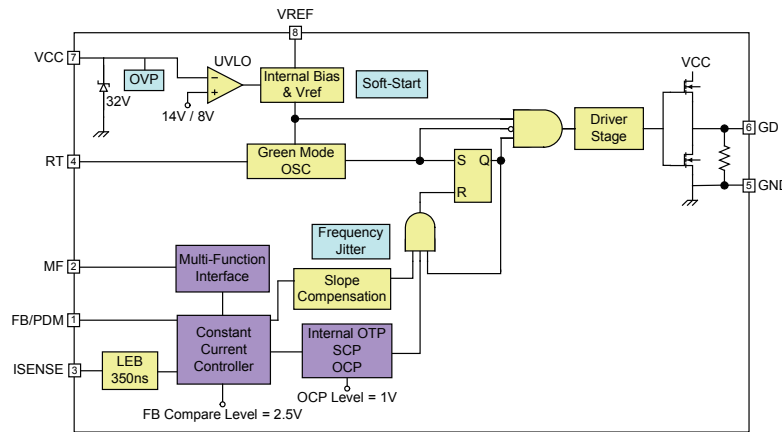 VREF
8
VCC
7
UVLO
OVP
Internal Bias
& Vref
Soft-Start
VCC
32V
14V / 8V
Driver
Stage
6
GD
RT
4
Green Mode
OSC
S
Q
R
5
GND
Frequency
Jitter
MF
2
Multi-Function
Interface
Slope
Compensation
FB/PDM
1
Constant
Current
Controller
Internal OTP
SCP
OCP
ISENSE
3
LEB
350ns
OCP Level = 1V
FB Compare Level = 2.5V